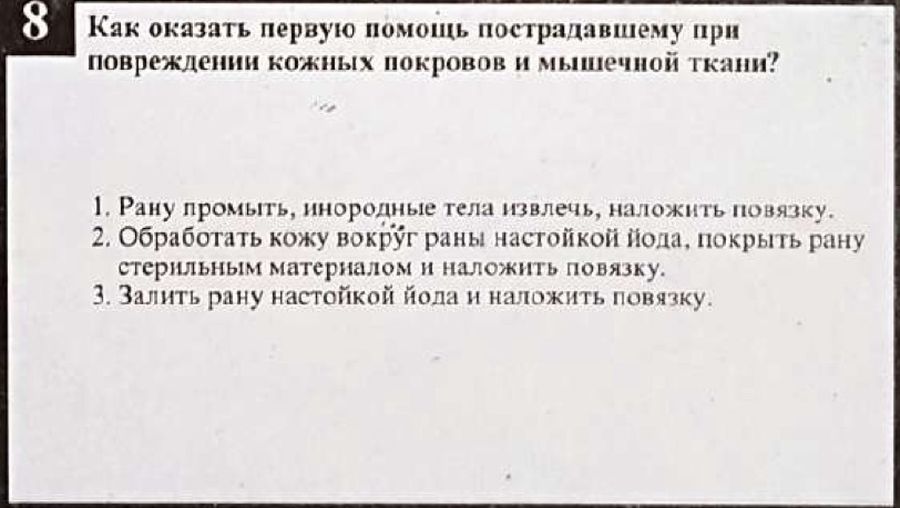 8
Как оказать первую помощь пострадавшему при
повреждении кожных покровов и мышечной ткани?
1. Рану промыть, инородные тела извлечь, наложить повязку.
2. Обработать кожу вокруг раны настойкой йода, покрыть рану
стерильным материалом и наложить повязку.
3. Залить рану настойкой йода и наложить повязку.